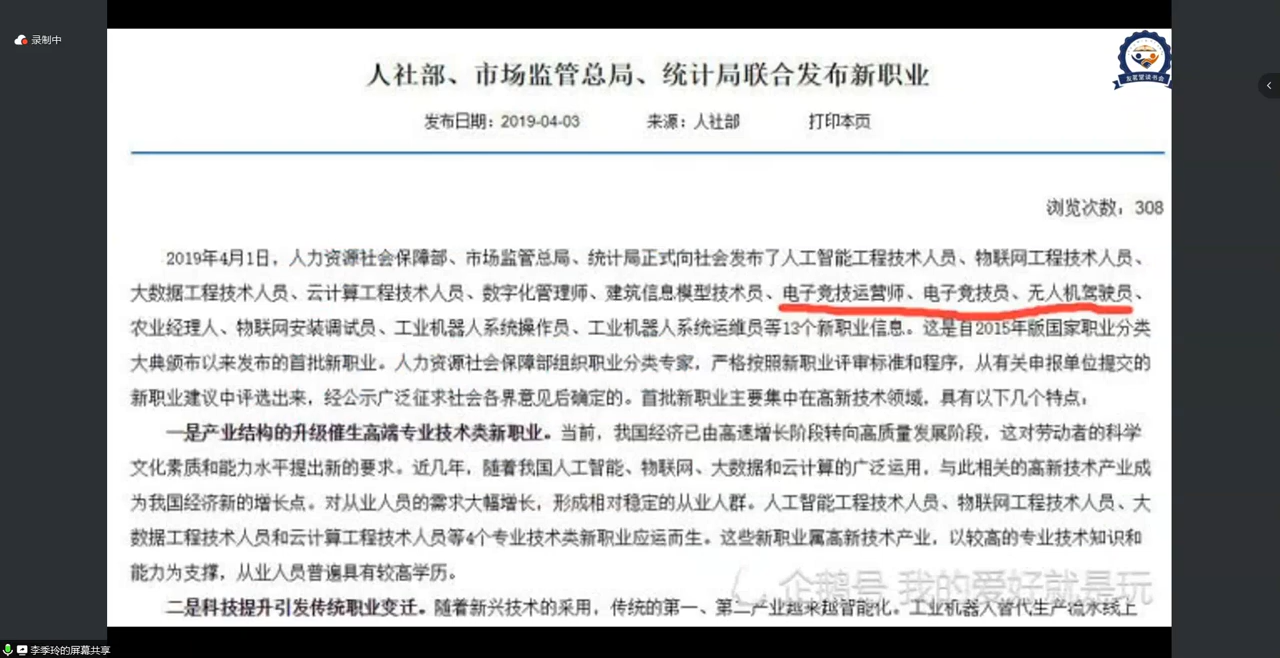 录制中
人社部、市场监管总局、统计局联合发布新职业
发布日期：2019-04-03 来源：人社部 打印本页
浏览次数：308
2019年4月1日，人力资源社会保障部、市场监管总局、统计局正式向社会发布了人工智能工程技术人员、物联网工程技术人员、
大数据工程技术人员、云计算工程技术人员、数字化管理师、建筑信息模型技术员、电子竞技运营师、电子竞技员、无人机驾驶员、
农业经理人、物联网安装调试员、工业机器人系统操作员、工业机器人系统运维员等13个新职业信息。这是自2015年版国家职业分类
大典颁布以来发布的首批新职业。人力资源社会保障部组织职业分类专家，严格按照新职业评审标准和程序，从有关申报单位提交的
新职业建议中评选出来，经公示广泛征求社会各界意见后确定的。首批新职业主要集中在高新技术领域，具有以下几个特点：
一是产业结构的升级催生高端专业技术类新职业。当前，我国经济已由高速增长阶段转向高质量发展阶段，这对劳动者的科学
文化素质和能力水平提出新的要求。近几年，随着我国人工智能、物联网、大数据和云计算的广泛运用，与此相关的高新技术产业成
为我国经济新的增长点。对从业人员的需求大幅增长，形成相对稳定的从业人群。人工智能工程技术人员、物联网工程技术人员、大
数据工程技术人员和云计算工程技术人员等4个专业技术类新职业应运而生。这些新职业属高新技术产业，以较高的专业技术知识和
能力为支撑，从业人员普遍具有较高学历。
企鹅号 我的爱好就是玩
二是科技提升引发传统职业变迁。随着新兴技术的采用，传统的第一、第二产业越来越智能化。工业机器人替代生产流水线上
李季玲的屏幕共享